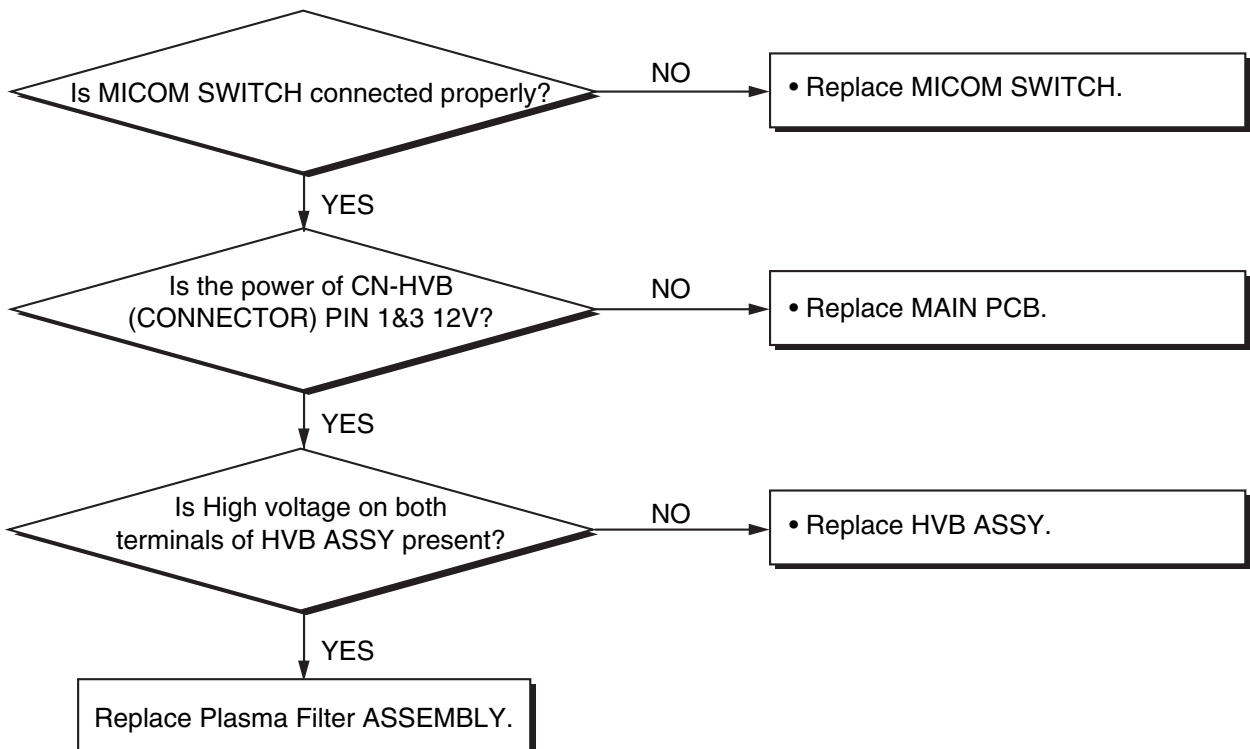 Is MICOM SWITCH connected properly?
NO
• Replace MICOM SWITCH.
YES
Is the power of CN-HVB
(CONNECTOR) PIN 1&3 12V?
NO
• Replace MAIN PCB.
YES
Is High voltage on both
terminals of HVB ASSY present?
NO
• Replace HVB ASSY.
YES
Replace Plasma Filter ASSEMBLY.